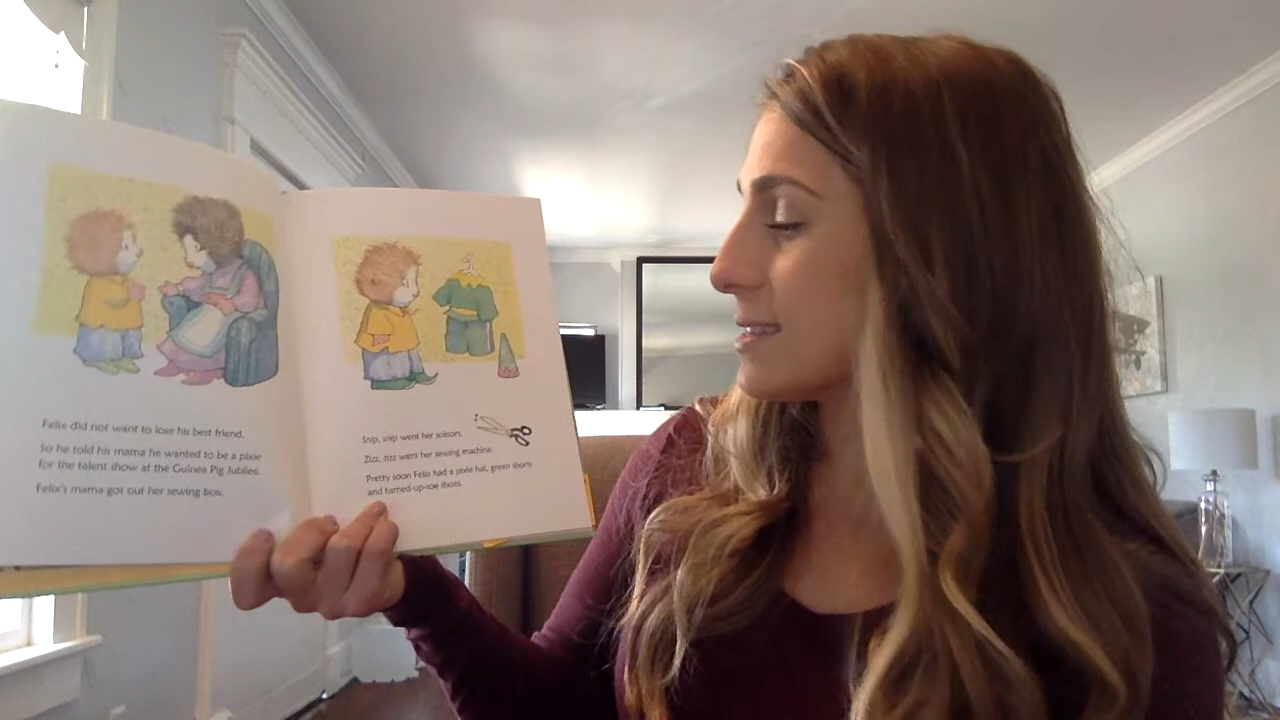 Felix did not want to lose his best friend.
So he told his mama he wanted to be a pixie
for the talent show at the Guinea Pig Jubilee.
Felix's mama got out her sewing box.
Snip, snip went her scissors.
Zizz, zizz went her sewing machine.
Pretty soon Felix had a pixie hat, green shorts
and turned-up-toe shoes.